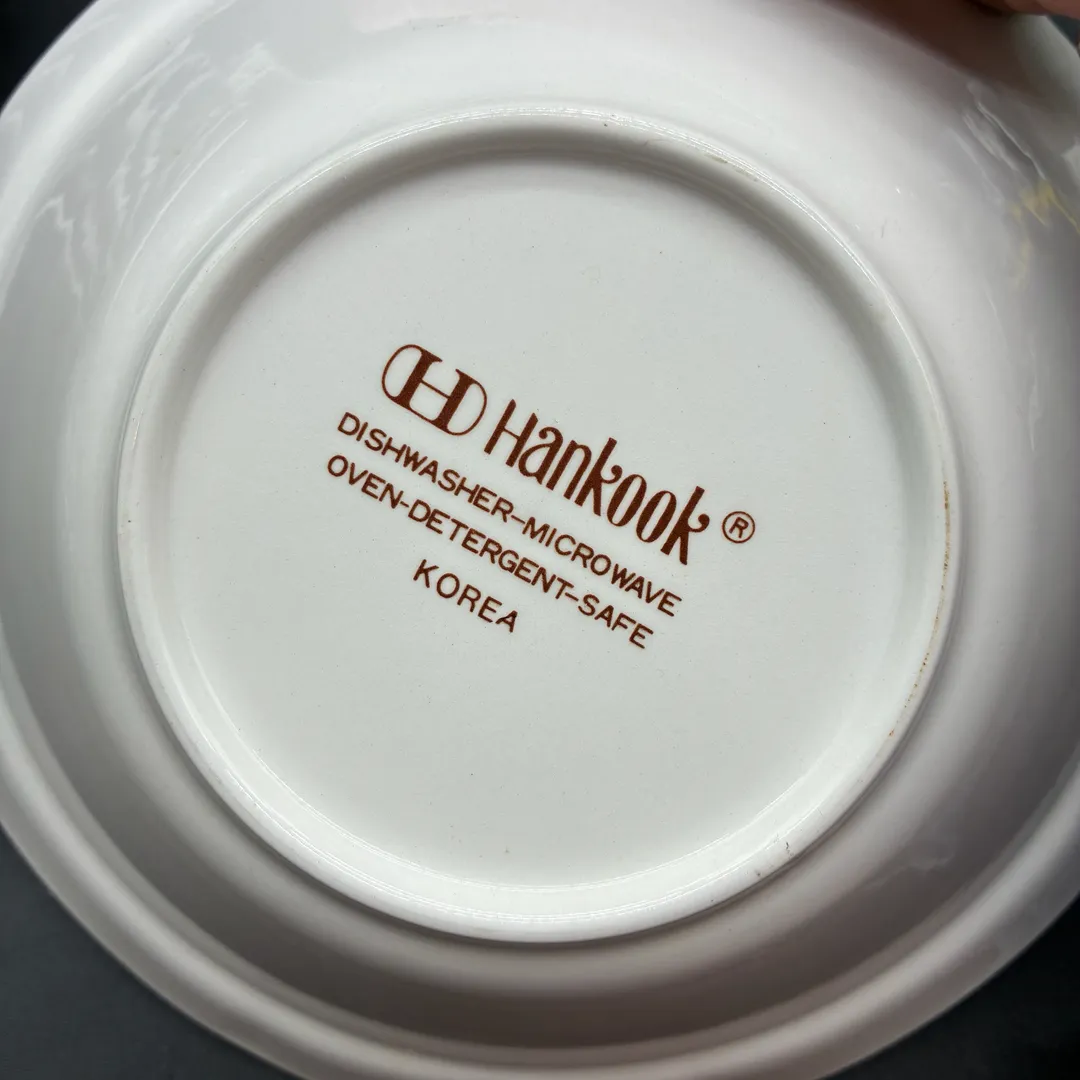 Hankook ®
DISHWASHER-MICROWAVE
OVEN-DETERGENT-SAFE
KOREA